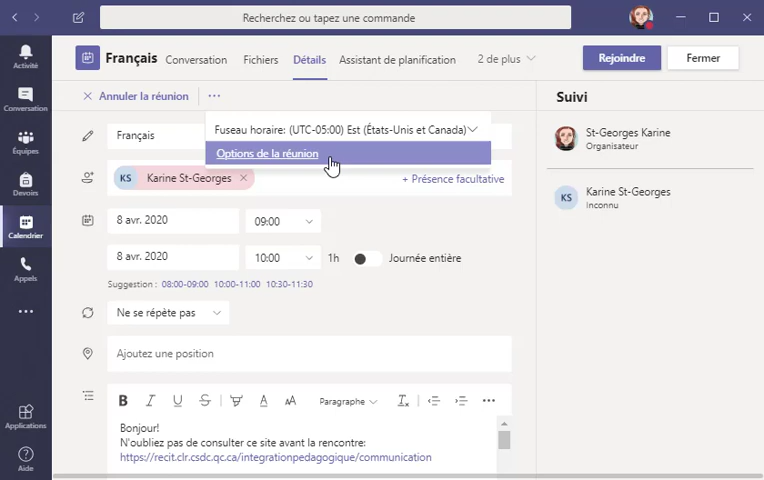 Recherchez ou tapez une commande
Activité
Conversation
Équipes
Devoirs
Calendrier
Appels
Applications
Aide
Français Conversation Fichiers Détails Assistant de planification 2 de plus Rejoindre Fermer
Annuler la réunion
Fuseau horaire: (UTC-05:00) Est (États-Unis et Canada)
Options de la réunion
Français
KS Karine St-Georges
+ Présence facultative
8 avr. 2020 09:00
8 avr. 2020 10:00 1h Journée entière
Suggestion : 08:00-09:00 10:00-11:00 10:30-11:30
Ne se répète pas
Ajoutez une position
B I U S A AA Paragraphe
Bonjour!
N'oubliez pas de consulter ce site avant la rencontre:
https://recit.clr.csdc.qc.ca/integrationpedagogique/communication
Suivi
St-Georges Karine
Organisateur
KS Karine St-Georges
Inconnu